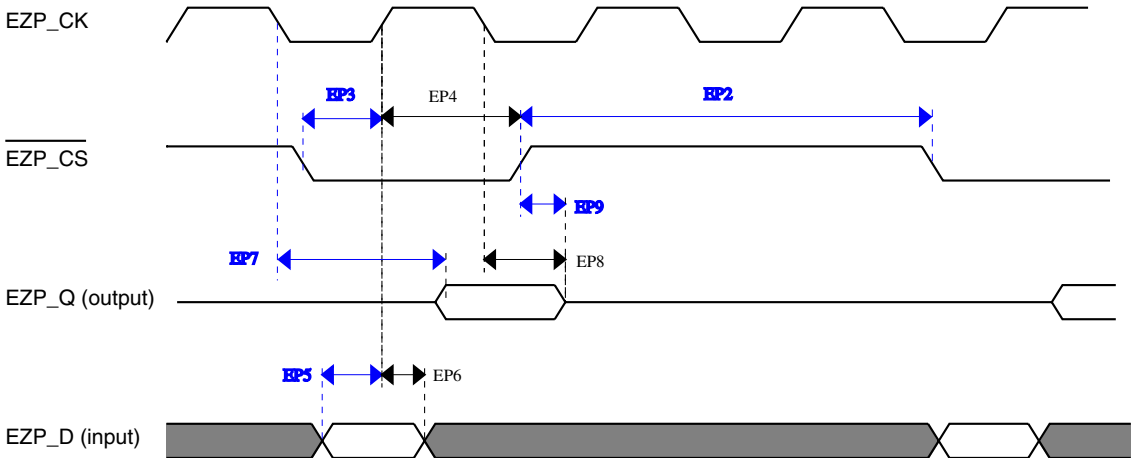 EZP_CK
EP3
EP4
EP2
EZP_CS
EP9
EP7
EP8
EZP_Q (output)
EP5
EP6
EZP_D (input)